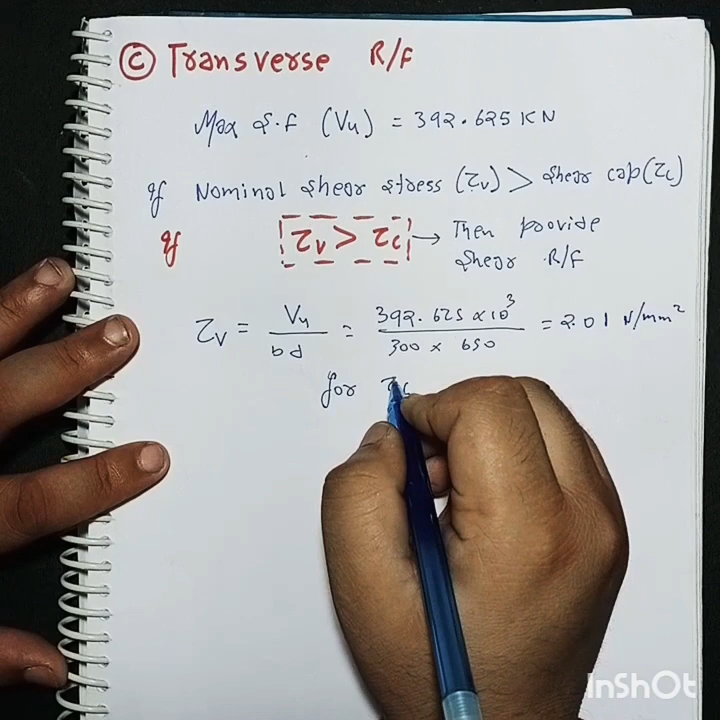 Ⓒ Transverse R/F
Max S.F (Vu) = 392.625 KN
If Nominal shear stress (τv) > shear cap(τc)
If τv > τc → Then provide
shear R/F
τv = Vu / bd = 392.625 x 10³ / 300 x 650 = 2.01 N/mm²
for τc
InShOt